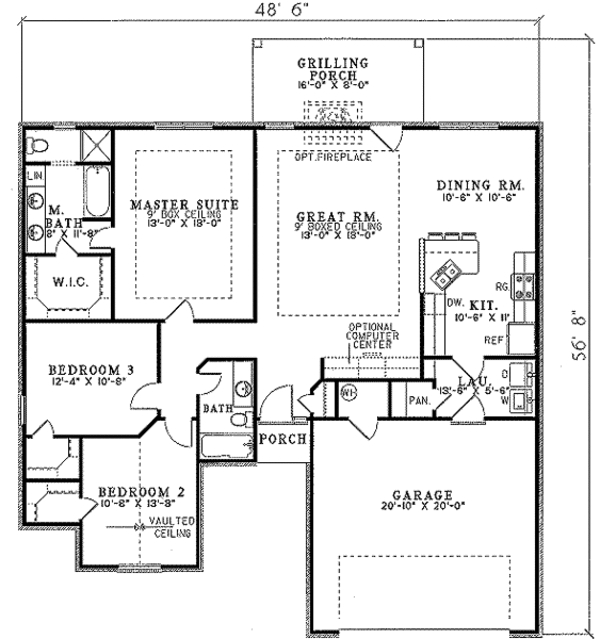 48' 6"
GRILLING
PORCH
16'-0" X 8'-0"
OPT. FIREPLACE
LIN
M.
BATH
8" X 11'-8"
MASTER SUITE
9' BOX CEILING
13'-0" X 18'-0"
GREAT RM.
9' BOXED CEILING
13'-0" X 18'-0"
DINING RM.
10'-6" X 10'-6"
W.I.C.
DW.
KIT.
10'-6" X 11'
RG.
REF
56' 8"
OPTIONAL
COMPUTER
CENTER
BEDROOM 3
12'-4" X 10'-8"
BATH
WH
PAN.
LAU.
13'-6" X 5'-6"
D
W
PORCH
BEDROOM 2
10'-8" X 13'-8"
VAULTED
CEILING
GARAGE
20'-10" X 20'-0"